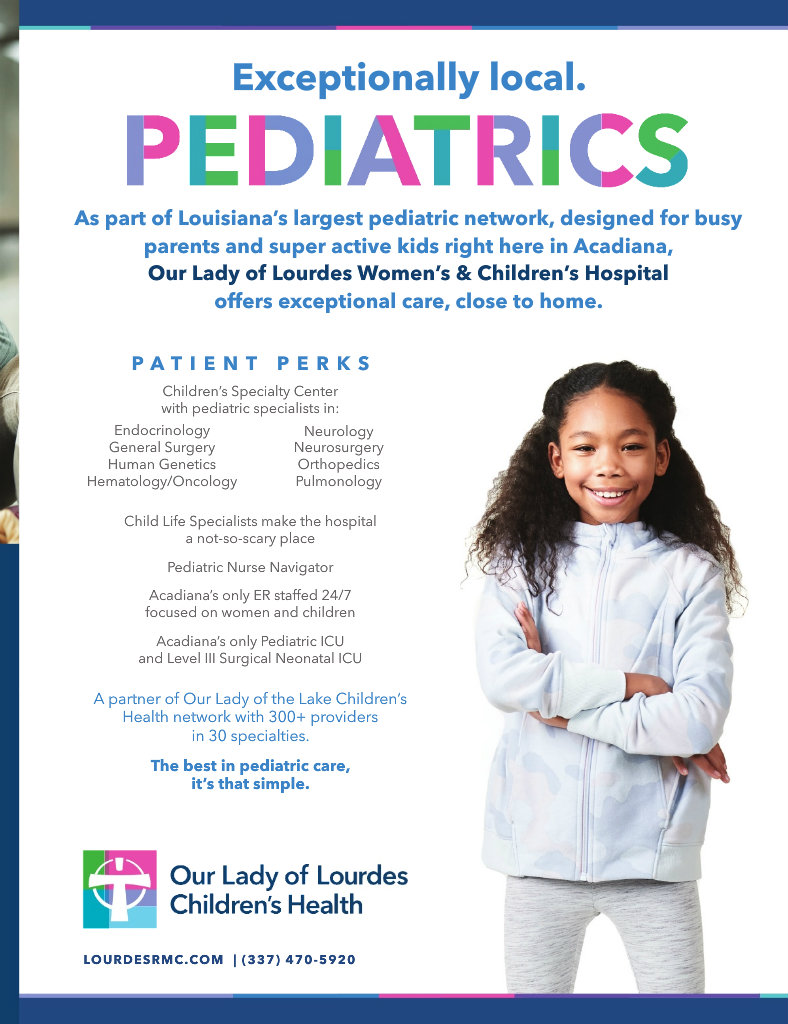 Exceptionally local.
PEDIATRICS
As part of Louisiana’s largest pediatric network, designed for busy
parents and super active kids right here in Acadiana,
Our Lady of Lourdes Women’s & Children’s Hospital
offers exceptional care, close to home.
PATIENT PERKS
Children’s Specialty Center
with pediatric specialists in:
Endocrinology
General Surgery
Human Genetics
Hematology/Oncology
Neurology
Neurosurgery
Orthopedics
Pulmonology
Child Life Specialists make the hospital
a not-so-scary place
Pediatric Nurse Navigator
Acadiana’s only ER staffed 24/7
focused on women and children
Acadiana’s only Pediatric ICU
and Level III Surgical Neonatal ICU
A partner of Our Lady of the Lake Children’s
Health network with 300+ providers
in 30 specialties.
The best in pediatric care,
it’s that simple.
Our Lady of Lourdes
Children’s Health
LOURDESRMC.COM | (337) 470-5920